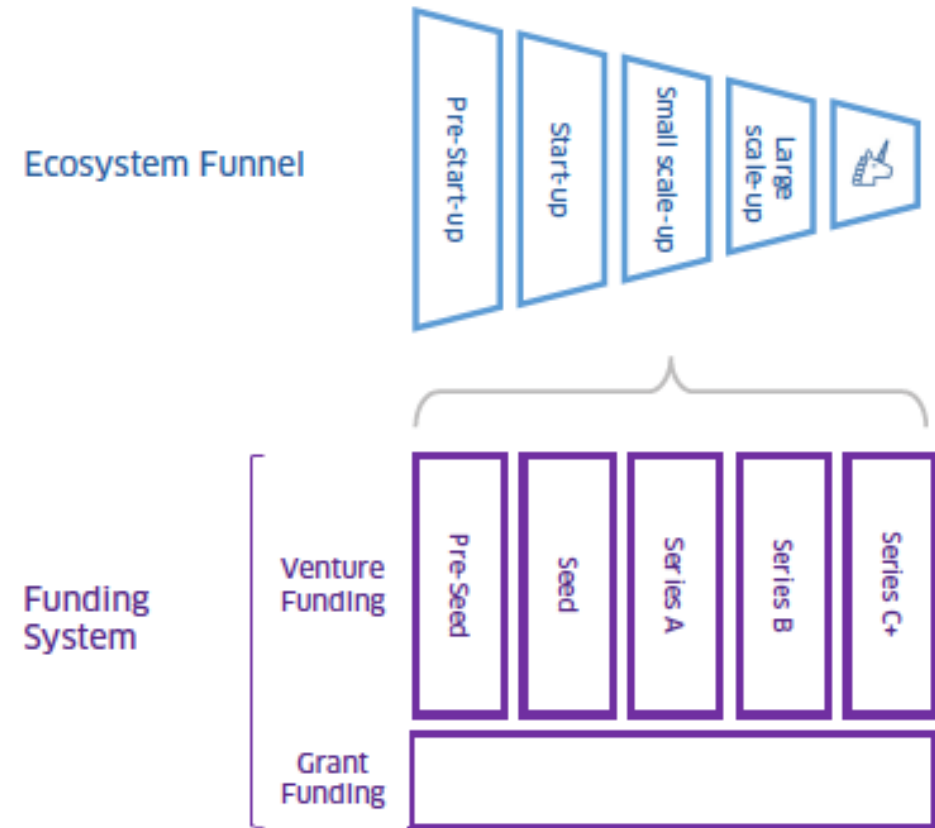 Ecosystem Funnel
Pre-Start-up
Start-up
Small scale-up
Large
scale-up
Funding
System
Venture
Funding
Pre-Seed
Seed
Series A
Series B
Series C+
Grant
Funding